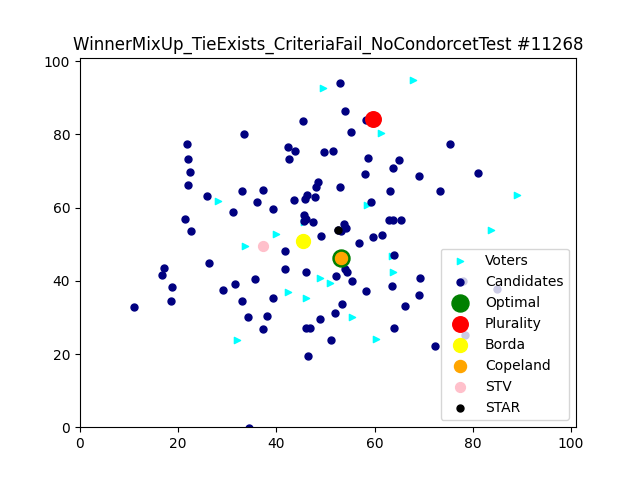 WinnerMixUp_TieExists_CriteriaFail_NoCondorcetTest #11268
100
80
60
40
20
0
0 20 40 60 80 100
Voters
Candidates
Optimal
Plurality
Borda
Copeland
STV
STAR